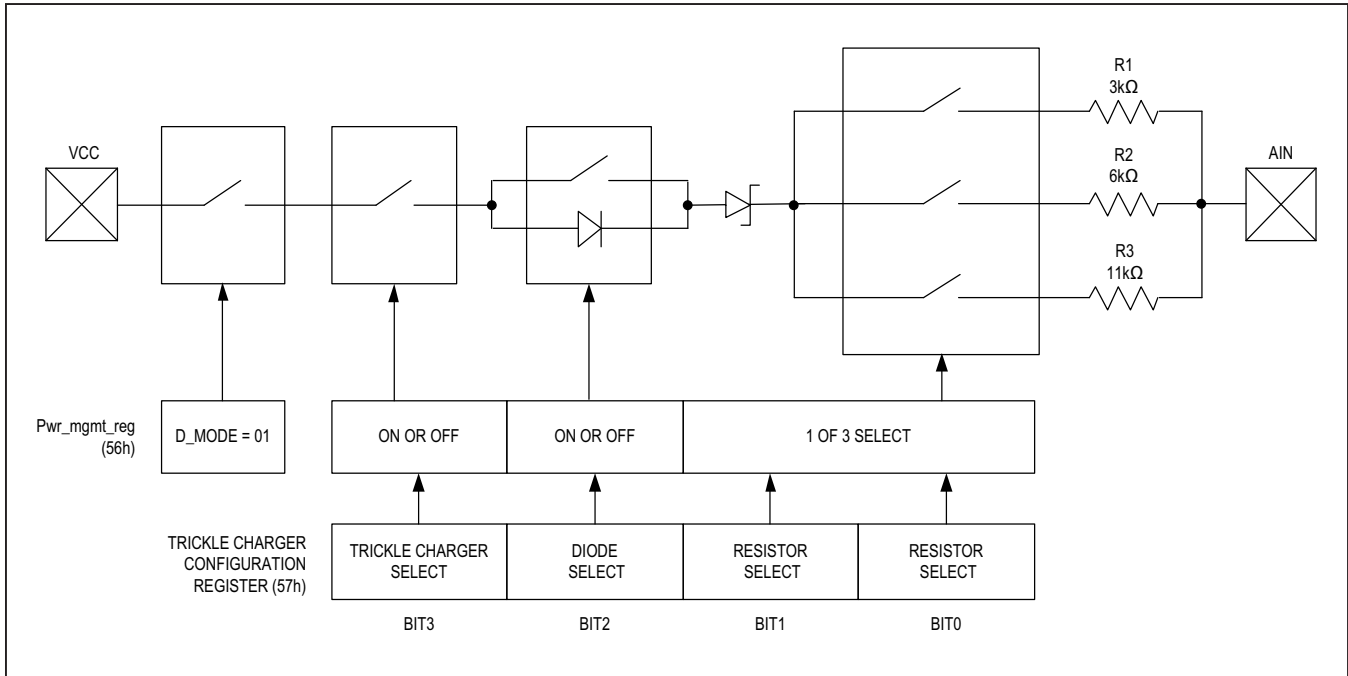 VCC
R1
3kΩ
R2
6kΩ
R3
11kΩ
AIN
Pwr_mgmt_reg
(56h)
D_MODE = 01
ON OR OFF
ON OR OFF
1 OF 3 SELECT
TRICKLE CHARGER
CONFIGURATION
REGISTER (57h)
TRICKLE CHARGER
SELECT
DIODE
SELECT
RESISTOR
SELECT
RESISTOR
SELECT
BIT3
BIT2
BIT1
BIT0